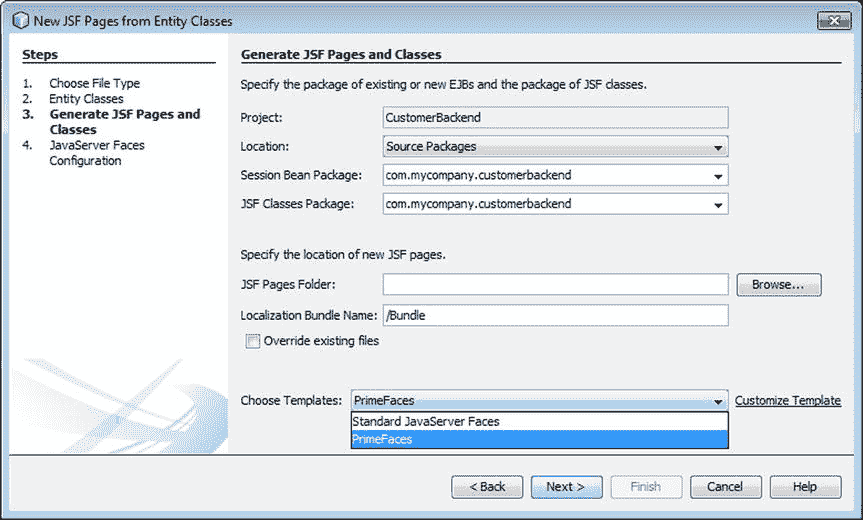 New JSF Pages from Entity Classes
Steps
1. Choose File Type
2. Entity Classes
3. Generate JSF Pages and
Classes
4. JavaServer Faces
Configuration
Generate JSF Pages and Classes
Specify the package of existing or new EJBs and the package of JSF classes.
Project: CustomerBackend
Location: Source Packages
Session Bean Package: com.mycompany.customerbackend
JSF Classes Package: com.mycompany.customerbackend
Specify the location of new JSF pages.
JSF Pages Folder: Browse...
Localization Bundle Name: /Bundle
Override existing files
Choose Templates: PrimeFaces Customize Template
Standard JavaServer Faces
PrimeFaces
< Back Next > Finish Cancel Help